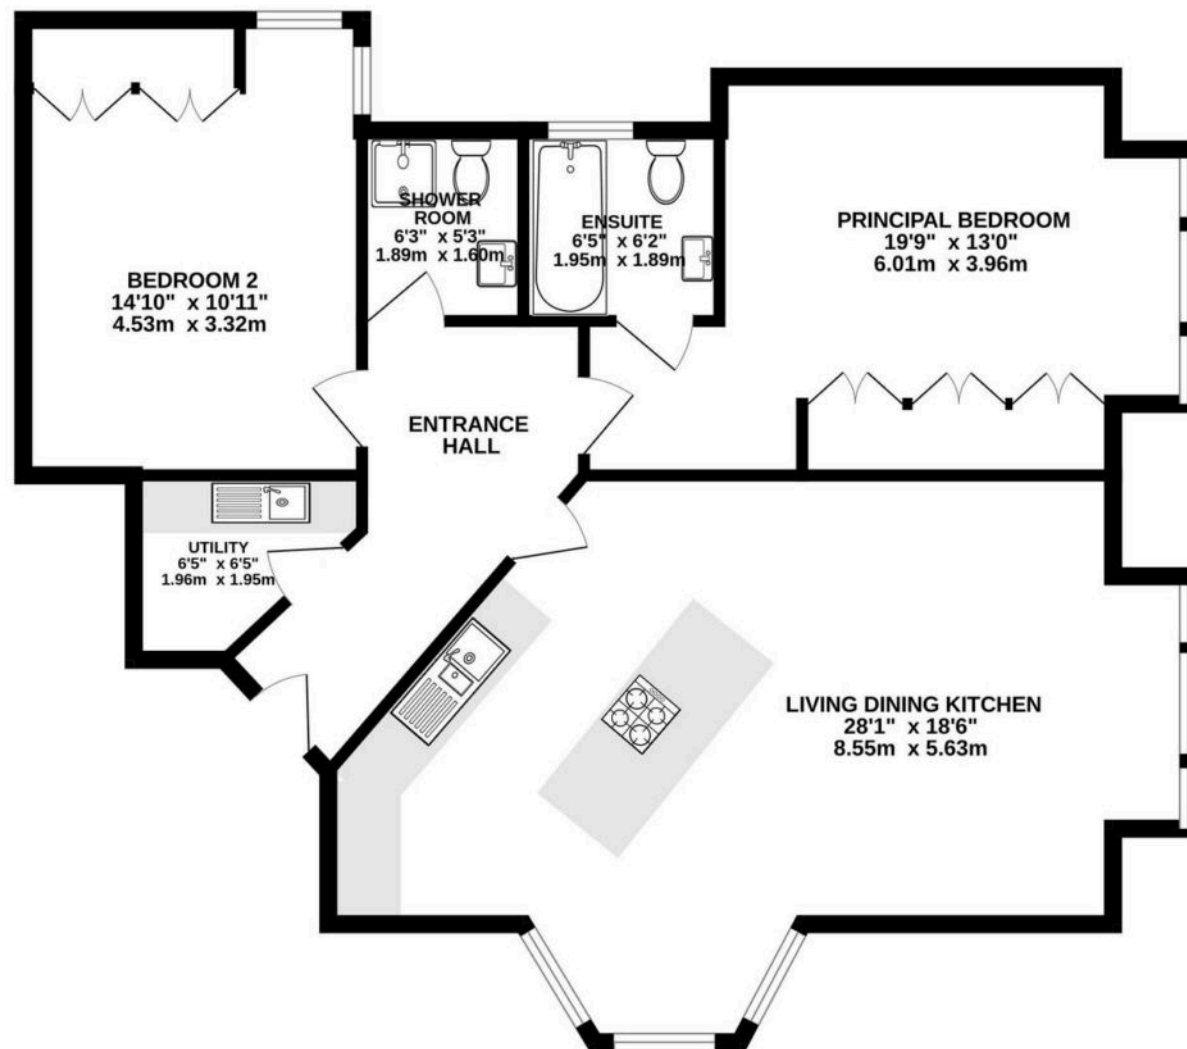 SHOWER
ROOM
6'3" x 5'3"
1.89m x 1.60m
ENSUITE
6'5" x 6'2"
1.95m x 1.89m
PRINCIPAL BEDROOM
19'9" x 13'0"
6.01m x 3.96m
BEDROOM 2
14'10" x 10'11"
4.53m x 3.32m
ENTRANCE
HALL
UTILITY
6'5" x 6'5"
1.96m x 1.95m
LIVING DINING KITCHEN
28'1" x 18'6"
8.55m x 5.63m